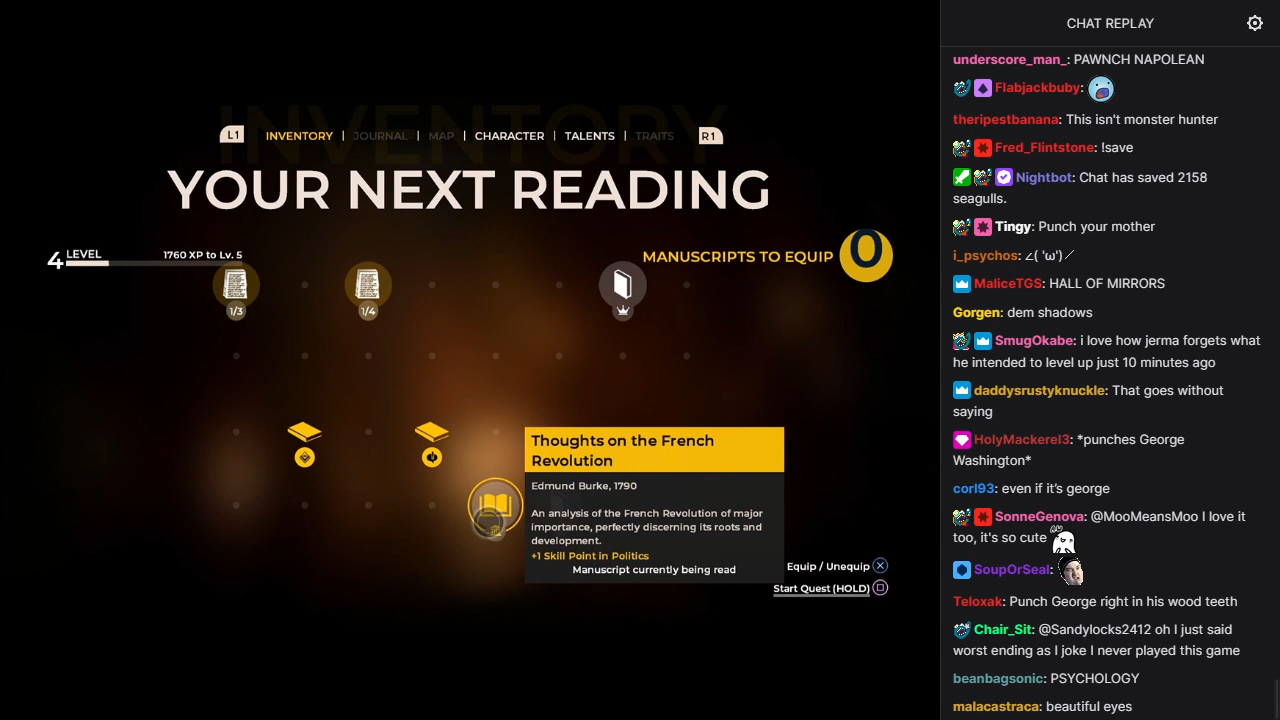 INVENTORY
L1 INVENTORY | JOURNAL | MAP | CHARACTER | TALENTS | TRAITS R1
YOUR NEXT READING
4 LEVEL 1760 XP to Lv. 5
MANUSCRIPTS TO EQUIP 0
1/3 1/4
Thoughts on the French
Revolution
Edmund Burke, 1790
An analysis of the French Revolution of major
importance, perfectly discerning its roots and
development.
+1 Skill Point in Politics
Manuscript currently being read
Equip / Unequip
Start Quest (HOLD)
CHAT REPLAY
underscore_man_: PAWNCH NAPOLEAN
Flabjackbuby:
theripestbanana: This isn't monster hunter
Fred_Flintstone: !save
Nightbot: Chat has saved 2158
seagulls.
Tingy: Punch your mother
i_psychos: ∠( 'ω')／
MaliceTGS: HALL OF MIRRORS
Gorgen: dem shadows
SmugOkabe: i love how jerma forgets what
he intended to level up just 10 minutes ago
daddysrustyknuckle: That goes without
saying
HolyMackerel3: *punches George
Washington*
corl93: even if it's george
SonneGenova: @MooMeansMoo I love it
too, it's so cute
SoupOrSeal:
Teloxak: Punch George right in his wood teeth
Chair_Sit: @Sandylocks2412 oh I just said
worst ending as I joke I never played this game
beanbagsonic: PSYCHOLOGY
malacastraca: beautiful eyes